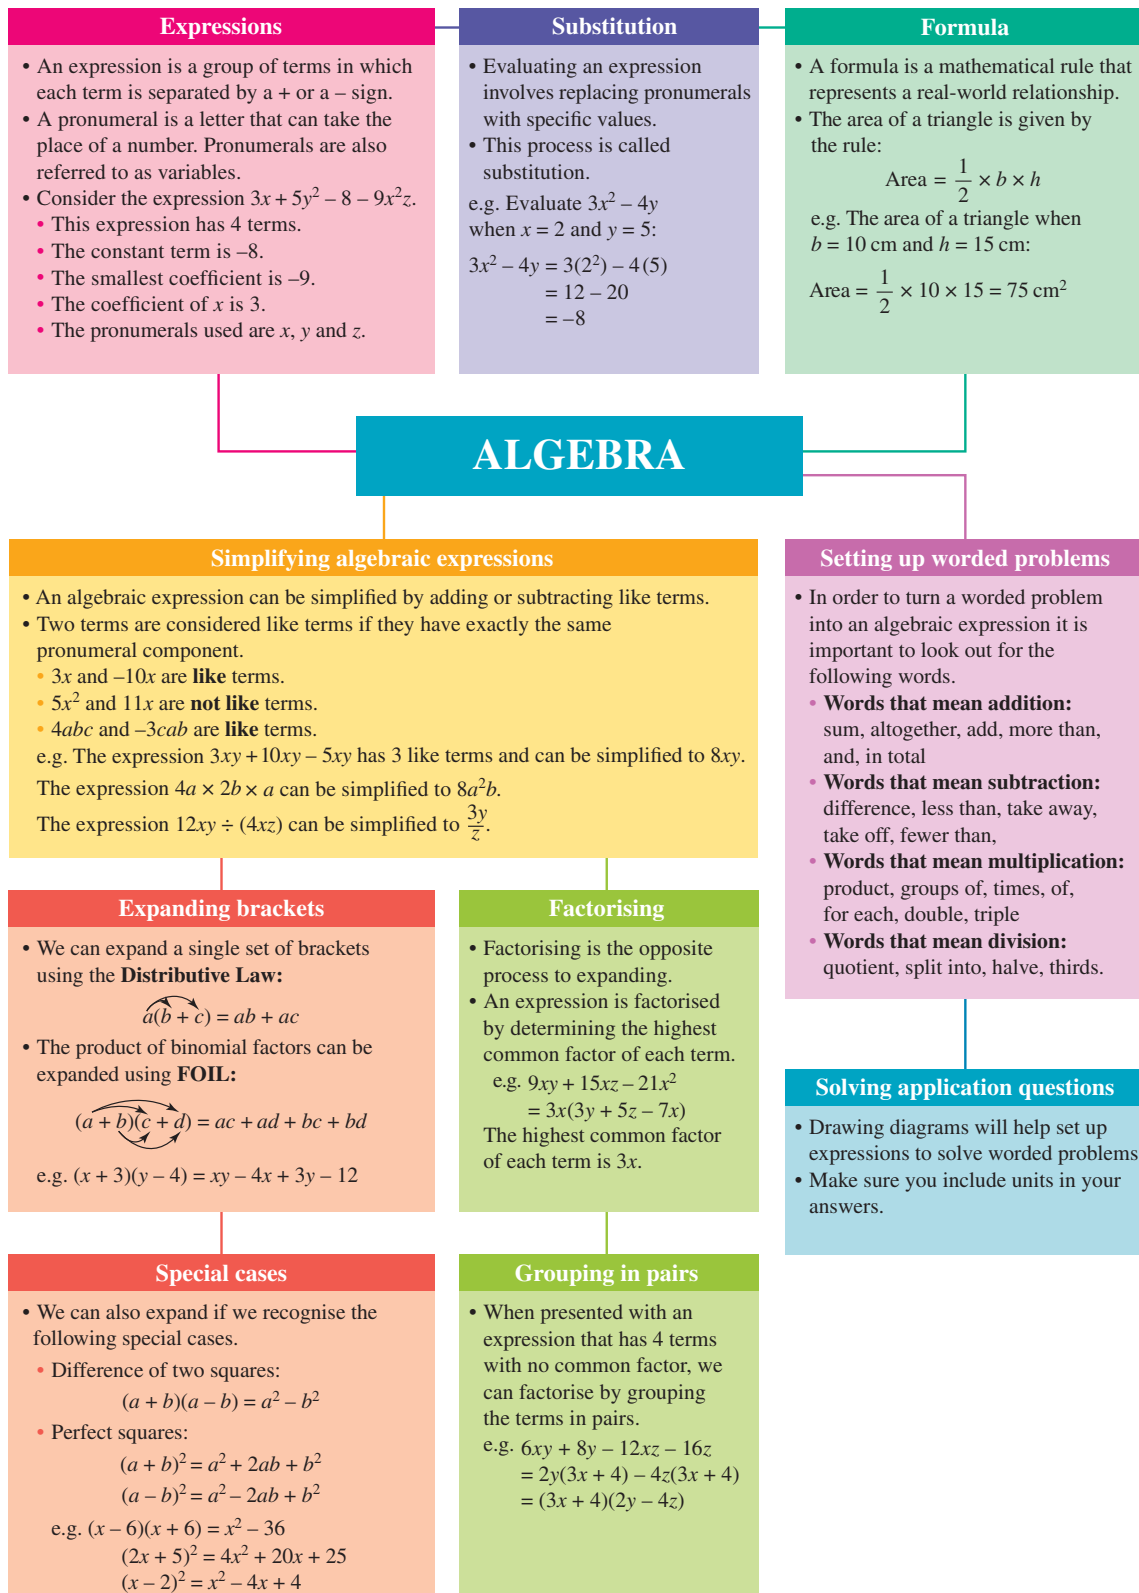 Expressions
• An expression is a group of terms in which
each term is separated by a + or a – sign.
• A pronumeral is a letter that can take the
place of a number. Pronumerals are also
referred to as variables.
• Consider the expression 3x + 5y² – 8 – 9x²z.
• This expression has 4 terms.
• The constant term is –8.
• The smallest coefficient is –9.
• The coefficient of x is 3.
• The pronumerals used are x, y and z.
Substitution
• Evaluating an expression
involves replacing pronumerals
with specific values.
• This process is called
substitution.
e.g. Evaluate 3x² – 4y
when x = 2 and y = 5:
3x² – 4y = 3(2²) – 4(5)
= 12 – 20
= –8
Formula
• A formula is a mathematical rule that
represents a real-world relationship.
• The area of a triangle is given by
the rule:
Area = 1/2 × b × h
e.g. The area of a triangle when
b = 10 cm and h = 15 cm:
Area = 1/2 × 10 × 15 = 75 cm²
ALGEBRA
Simplifying algebraic expressions
• An algebraic expression can be simplified by adding or subtracting like terms.
• Two terms are considered like terms if they have exactly the same
pronumeral component.
• 3x and –10x are like terms.
• 5x² and 11x are not like terms.
• 4abc and –3cab are like terms.
e.g. The expression 3xy + 10xy – 5xy has 3 like terms and can be simplified to 8xy.
The expression 4a × 2b × a can be simplified to 8a²b.
The expression 12xy ÷ (4xz) can be simplified to 3y/z.
Setting up worded problems
• In order to turn a worded problem
into an algebraic expression it is
important to look out for the
following words.
• Words that mean addition:
sum, altogether, add, more than,
and, in total
• Words that mean subtraction:
difference, less than, take away,
take off, fewer than,
• Words that mean multiplication:
product, groups of, times, of,
for each, double, triple
• Words that mean division:
quotient, split into, halve, thirds.
Expanding brackets
• We can expand a single set of brackets
using the Distributive Law:
a(b + c) = ab + ac
• The product of binomial factors can be
expanded using FOIL:
(a + b)(c + d) = ac + ad + bc + bd
e.g. (x + 3)(y – 4) = xy – 4x + 3y – 12
Factorising
• Factorising is the opposite
process to expanding.
• An expression is factorised
by determining the highest
common factor of each term.
e.g. 9xy + 15xz – 21x²
= 3x(3y + 5z – 7x)
The highest common factor
of each term is 3x.
Solving application questions
• Drawing diagrams will help set up
expressions to solve worded problems
• Make sure you include units in your
answers.
Special cases
• We can also expand if we recognise the
following special cases.
• Difference of two squares:
(a + b)(a – b) = a² – b²
• Perfect squares:
(a + b)² = a² + 2ab + b²
(a – b)² = a² – 2ab + b²
e.g. (x – 6)(x + 6) = x² – 36
(2x + 5)² = 4x² + 20x + 25
(x – 2)² = x² – 4x + 4
Grouping in pairs
• When presented with an
expression that has 4 terms
with no common factor, we
can factorise by grouping
the terms in pairs.
e.g. 6xy + 8y – 12xz – 16z
= 2y(3x + 4) – 4z(3x + 4)
= (3x + 4)(2y – 4z)